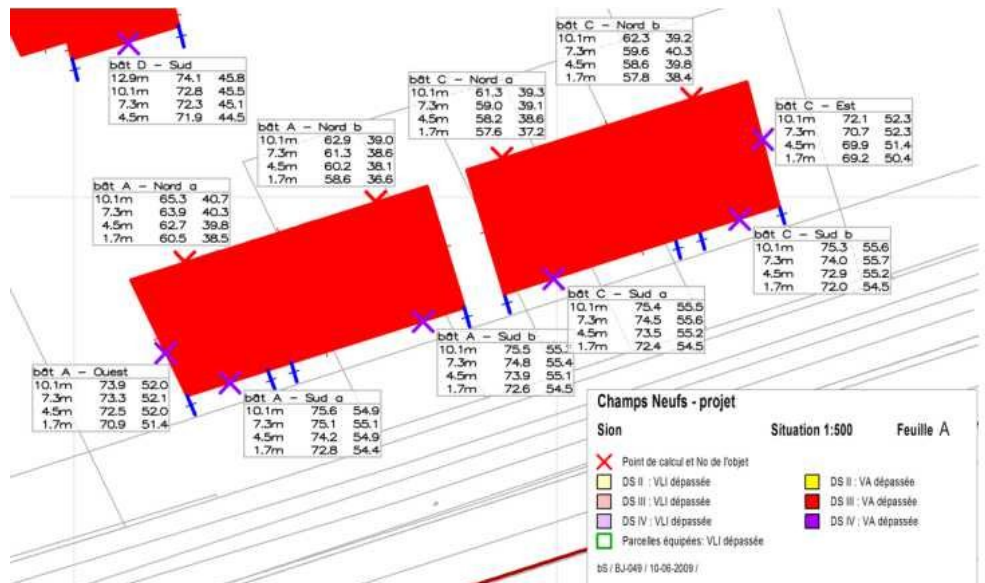 bât C – Nord b
10.1m 62.3 39.2
7.3m 59.6 40.3
4.5m 58.6 39.8
1.7m 57.8 38.4
bât D – Sud
12.9m 74.1 45.8
10.1m 72.8 45.5
7.3m 72.3 45.1
4.5m 71.9 44.5
bât C – Nord a
10.1m 61.3 39.3
7.3m 59.0 39.1
4.5m 58.2 38.6
1.7m 57.6 37.2
bât C – Est
10.1m 72.1 52.3
7.3m 70.7 52.3
4.5m 69.9 51.4
1.7m 69.2 50.4
bât A – Nord b
10.1m 62.9 39.0
7.3m 61.3 38.6
4.5m 60.2 38.1
1.7m 58.6 36.6
bât A – Nord a
10.1m 65.3 40.7
7.3m 63.9 40.3
4.5m 62.7 39.8
1.7m 60.5 38.5
bât C – Sud b
10.1m 75.3 55.6
7.3m 74.0 55.7
4.5m 72.9 55.2
1.7m 72.0 54.5
bât C – Sud a
10.1m 75.4 55.5
7.3m 74.5 55.6
4.5m 73.5 55.2
1.7m 72.4 54.5
bât A – Sud b
10.1m 75.5
7.3m 74.8 55.4
4.5m 73.9 55.1
1.7m 72.6 54.5
bât A – Ouest
10.1m 73.9 52.0
7.3m 73.3 52.1
4.5m 72.5 52.0
1.7m 70.9 51.4
bât A – Sud a
10.1m 75.6 54.9
7.3m 75.1 55.1
4.5m 74.2 54.9
1.7m 72.8 54.4
Champs Neufs - projet
Sion Situation 1:500 Feuille A
Point de calcul et No de l'objet
DS II : VLI dépassée DS II : VA dépassée
DS III : VLI dépassée DS III : VA dépassée
DS IV : VLI dépassée DS IV : VA dépassée
Parcelles équipées: VLI dépassée
bS / BJ-049 / 10-06-2009 /